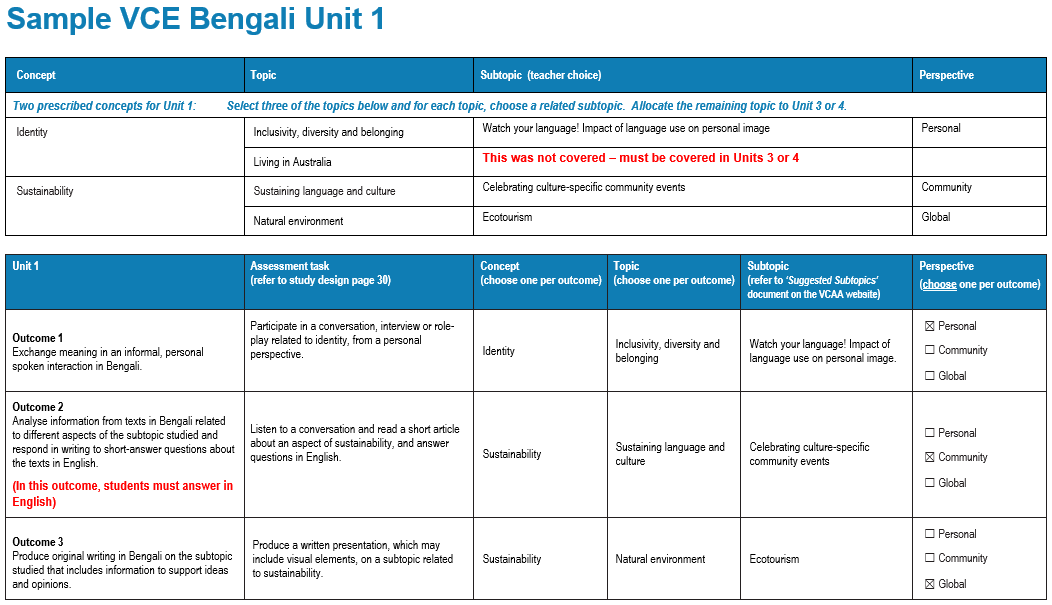 Sample VCE Bengali Unit 1
Concept
Topic
Subtopic (teacher choice)
Perspective
Two prescribed concepts for Unit 1: Select three of the topics below and for each topic, choose a related subtopic. Allocate the remaining topic to Unit 3 or 4.
Identity
Inclusivity, diversity and belonging
Watch your language! Impact of language use on personal image
Personal
Living in Australia
This was not covered – must be covered in Units 3 or 4
Sustainability
Sustaining language and culture
Celebrating culture-specific community events
Community
Natural environment
Ecotourism
Global
Unit 1
Assessment task
(refer to study design page 30)
Concept
(choose one per outcome)
Topic
(choose one per outcome)
Subtopic
(refer to ‘Suggested Subtopics’
document on the VCAA website)
Perspective
(choose one per outcome)
Outcome 1
Exchange meaning in an informal, personal
spoken interaction in Bengali.
Participate in a conversation, interview or role-
play related to identity, from a personal
perspective.
Identity
Inclusivity, diversity and
belonging
Watch your language! Impact of
language use on personal image.
☒ Personal
☐ Community
☐ Global
Outcome 2
Analyse information from texts in Bengali related
to different aspects of the subtopic studied and
respond in writing to short-answer questions about
the texts in English.
(In this outcome, students must answer in
English)
Listen to a conversation and read a short article
about an aspect of sustainability, and answer
questions in English.
Sustainability
Sustaining language and
culture
Celebrating culture-specific
community events
☐ Personal
☒ Community
☐ Global
Outcome 3
Produce original writing in Bengali on the subtopic
studied that includes information to support ideas
and opinions.
Produce a written presentation, which may
include visual elements, on a subtopic related
to sustainability.
Sustainability
Natural environment
Ecotourism
☐ Personal
☐ Community
☒ Global